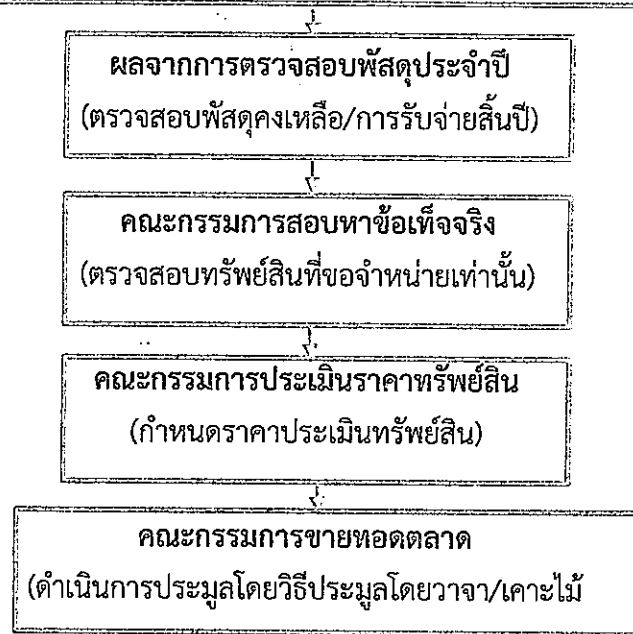 ผลจากการตรวจสอบพัสดุประจำปี
(ตรวจสอบพัสดุคงเหลือ/การรับจ่ายสิ้นปี)
คณะกรรมการสอบหาข้อเท็จจริง
(ตรวจสอบทรัพย์สินที่ขอจำหน่ายเท่านั้น)
คณะกรรมการประเมินราคาทรัพย์สิน
(กำหนดราคาประเมินทรัพย์สิน)
คณะกรรมการขายทอดตลาด
(ดำเนินการประมูลโดยวิธีประมูลโดยวาจา/เคาะไม้